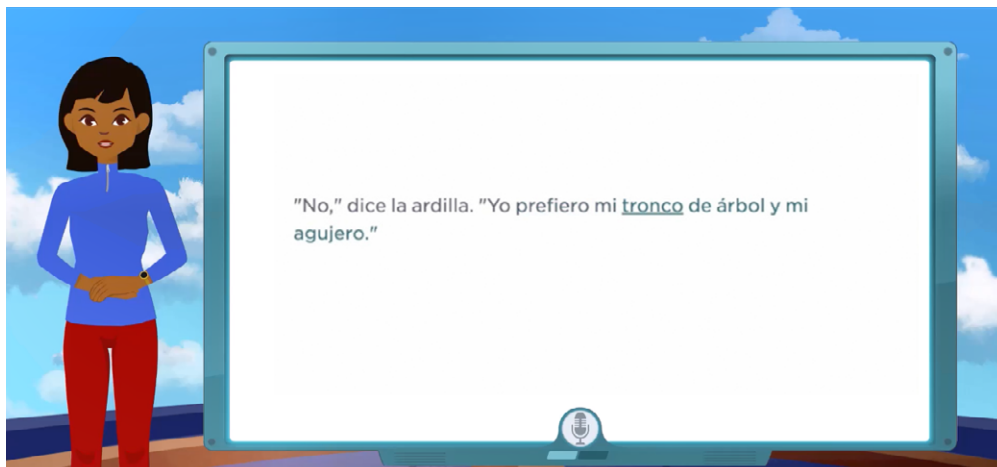 "No," dice la ardilla. "Yo prefiero mi tronco de árbol y mi
agujero."